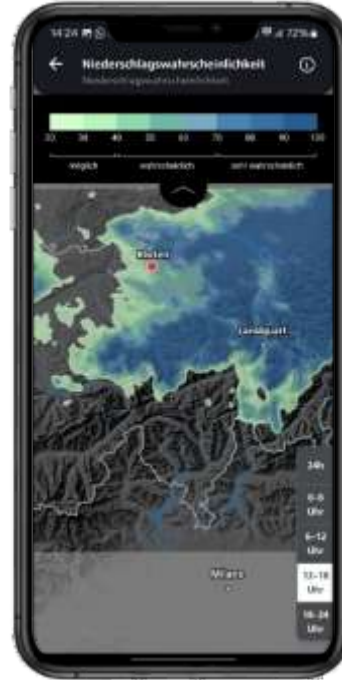 14:24
72%
Niederschlagswahrscheinlichkeit
Niederschlagswahrscheinlichkeit
20 30 40 50 60 70 80 90 100
möglich wahrscheinlich sehr wahrscheinlich
Kloten
Landquart
24h
0-6
Uhr
6-12
Uhr
12-18
Uhr
18-24
Uhr
Milano